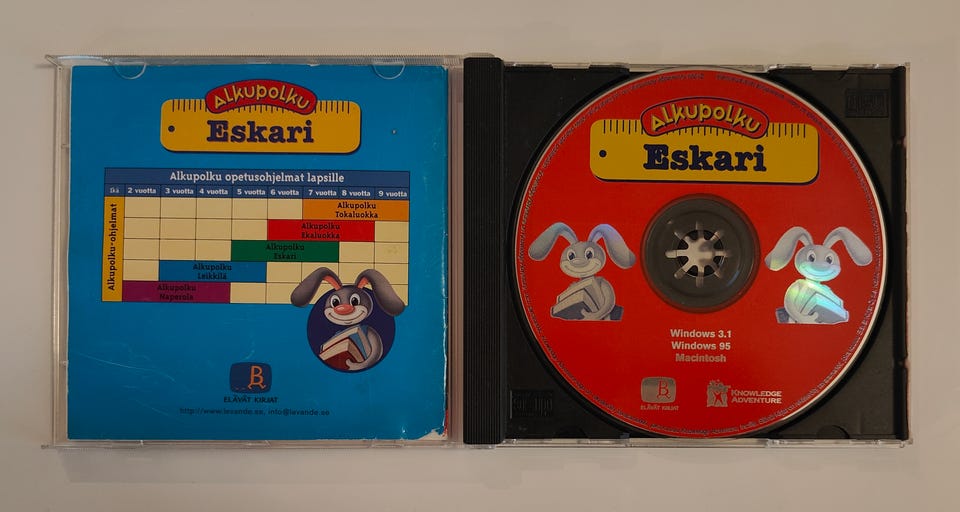 Alkupolku
Eskari
Alkupolku opetusohjelmat lapsille
Ikä 2 vuotta 3 vuotta 4 vuotta 5 vuotta 6 vuotta 7 vuotta 8 vuotta 9 vuotta
Alkupolku-ohjelmat
Alkupolku
Tokaluokka
Alkupolku
Ekaluokka
Alkupolku
Eskari
Alkupolku
Leikkilä
Alkupolku
Naperola
B
ELÄVÄT KIRJAT
http://www.levande.se, info@levande.se
Alkupolku
Eskari
Windows 3.1
Windows 95
Macintosh
B
ELÄVÄT KIRJAT
KNOWLEDGE
ADVENTURE